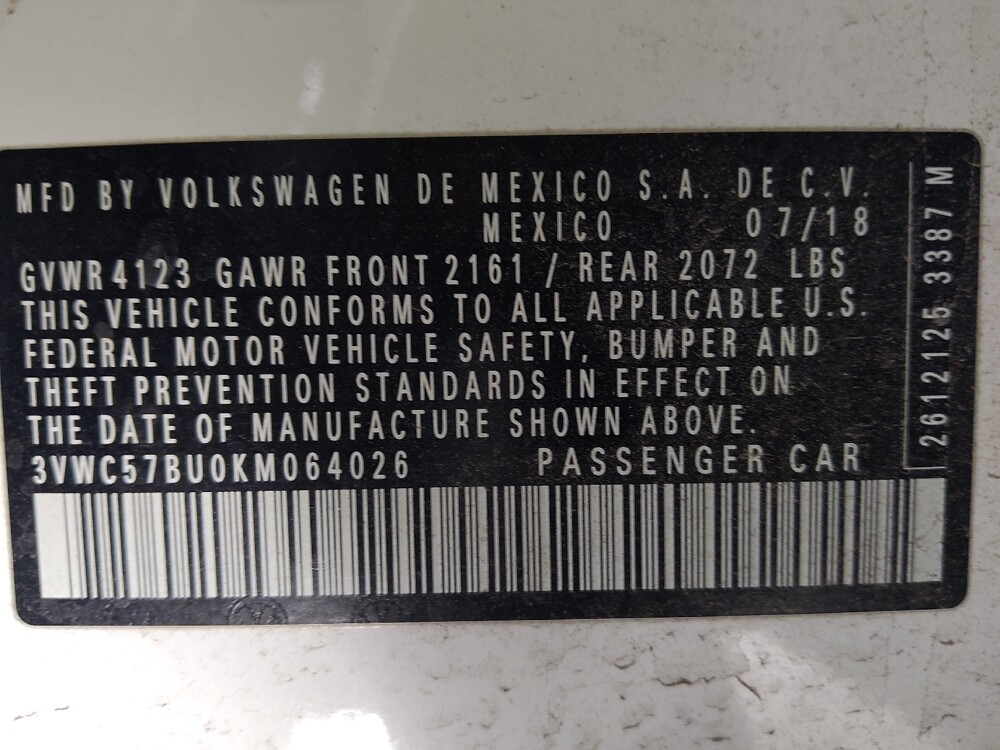 MFD BY VOLKSWAGEN DE MEXICO S.A. DE C.V.
MEXICO 07/18
GVWR 4123 GAWR FRONT 2161 / REAR 2072 LBS
THIS VEHICLE CONFORMS TO ALL APPLICABLE U.S.
FEDERAL MOTOR VEHICLE SAFETY, BUMPER AND
THEFT PREVENTION STANDARDS IN EFFECT ON
THE DATE OF MANUFACTURE SHOWN ABOVE.
3VWC57BU0KM064026 PASSENGER CAR
2612125 3387 M